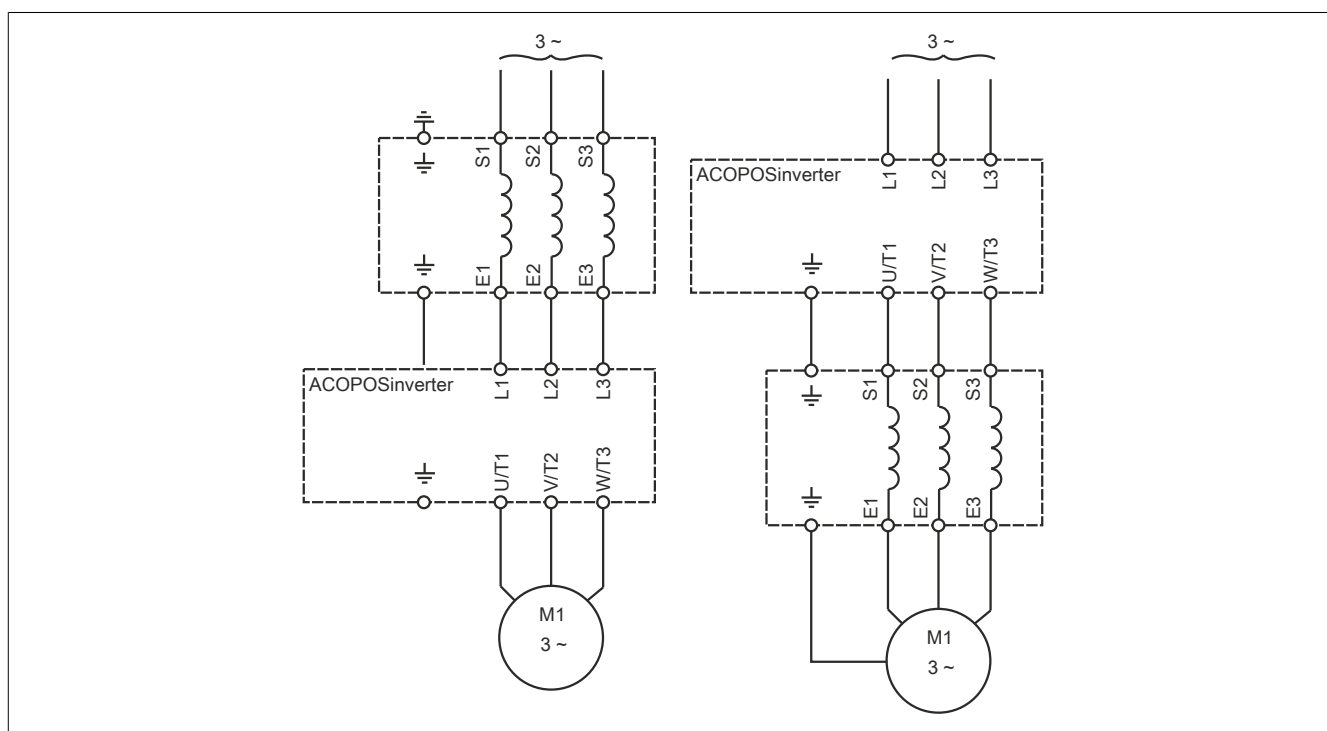 3 ~
S1 S2 S3
E1 E2 E3
ACOPOSinverter
L1 L2 L3
U/T1 V/T2 W/T3
M1
3 ~
3 ~
ACOPOSinverter
L1 L2 L3
U/T1 V/T2 W/T3
S1 S2 S3
E1 E2 E3
M1
3 ~